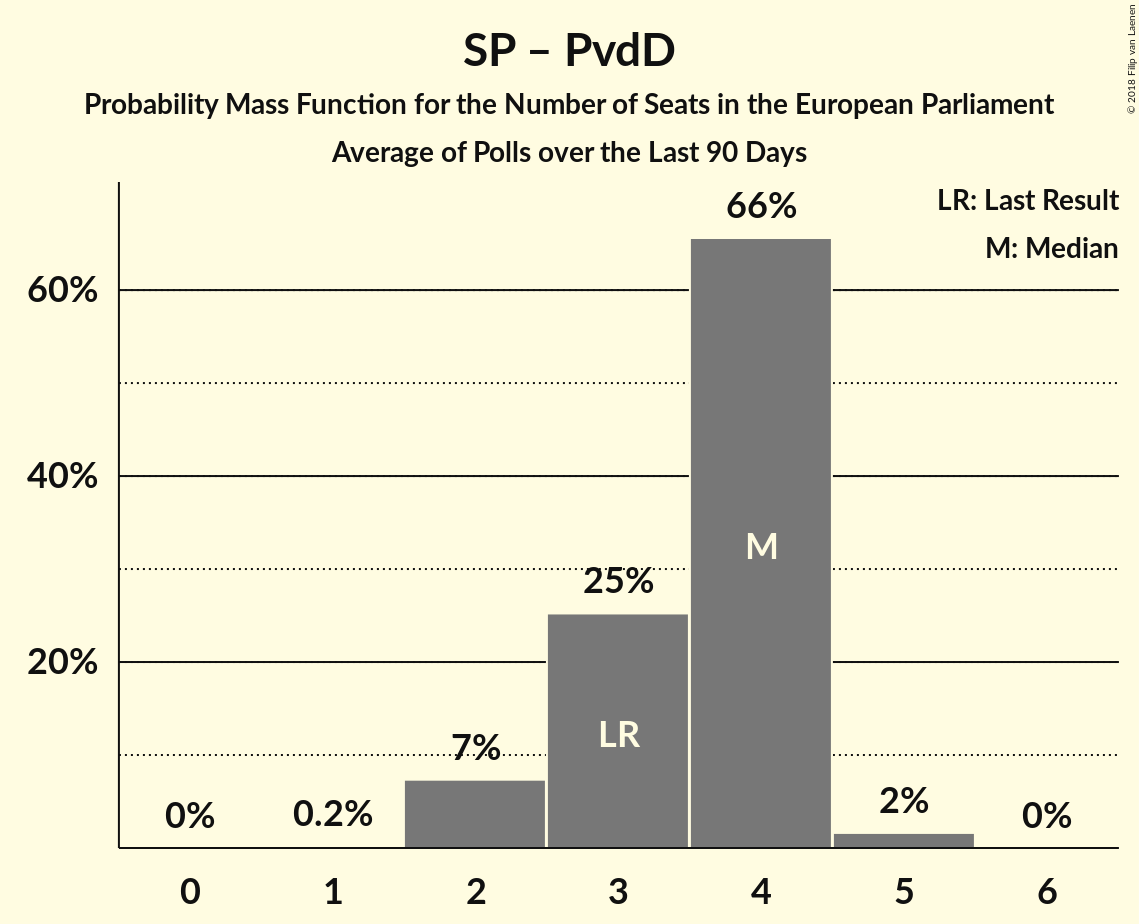 SP – PvdD
Probability Mass Function for the Number of Seats in the European Parliament
Average of Polls over the Last 90 Days
© 2018 Filip van Laenen
LR: Last Result
M: Median
66%
60%
40%
20%
25%
7%
0%
0.2%
2%
0%
M
LR
0 1 2 3 4 5 6